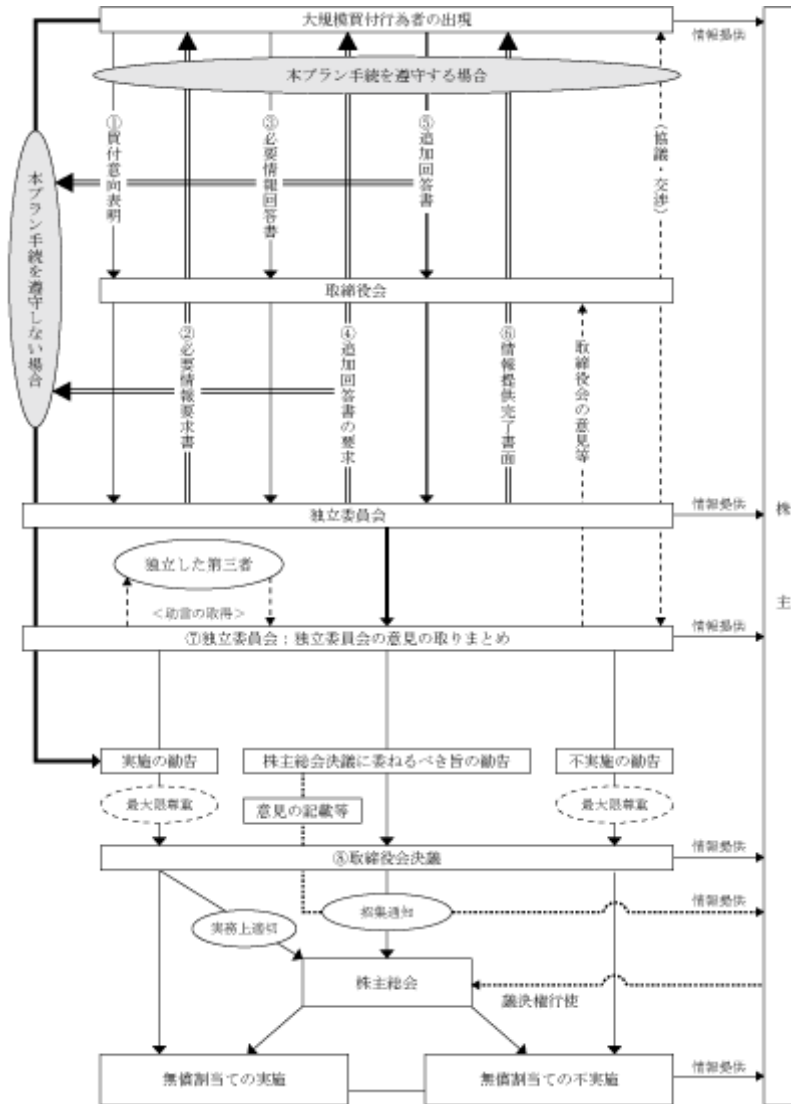 大規模買付行為者の出現
情報提供
本プラン手続を遵守する場合
①買付意向表明
③必要情報回答書
⑤追加回答書
（協議・交渉）
本プラン手続を遵守しない場合
取締役会
②必要情報要求書
④追加回答書の要求
⑥情報提供完了書面
取締役会の意見等
独立委員会
情報提供
株主
独立した第三者
＜助言の取得＞
⑦独立委員会：独立委員会の意見の取りまとめ
情報提供
実施の勧告
株主総会決議に委ねるべき旨の勧告
不実施の勧告
最大限尊重
意見の記載等
最大限尊重
⑧取締役会決議
情報提供
招集通知
情報提供
実務上適切
株主総会
議決権行使
無償割当ての実施
無償割当ての不実施
情報提供